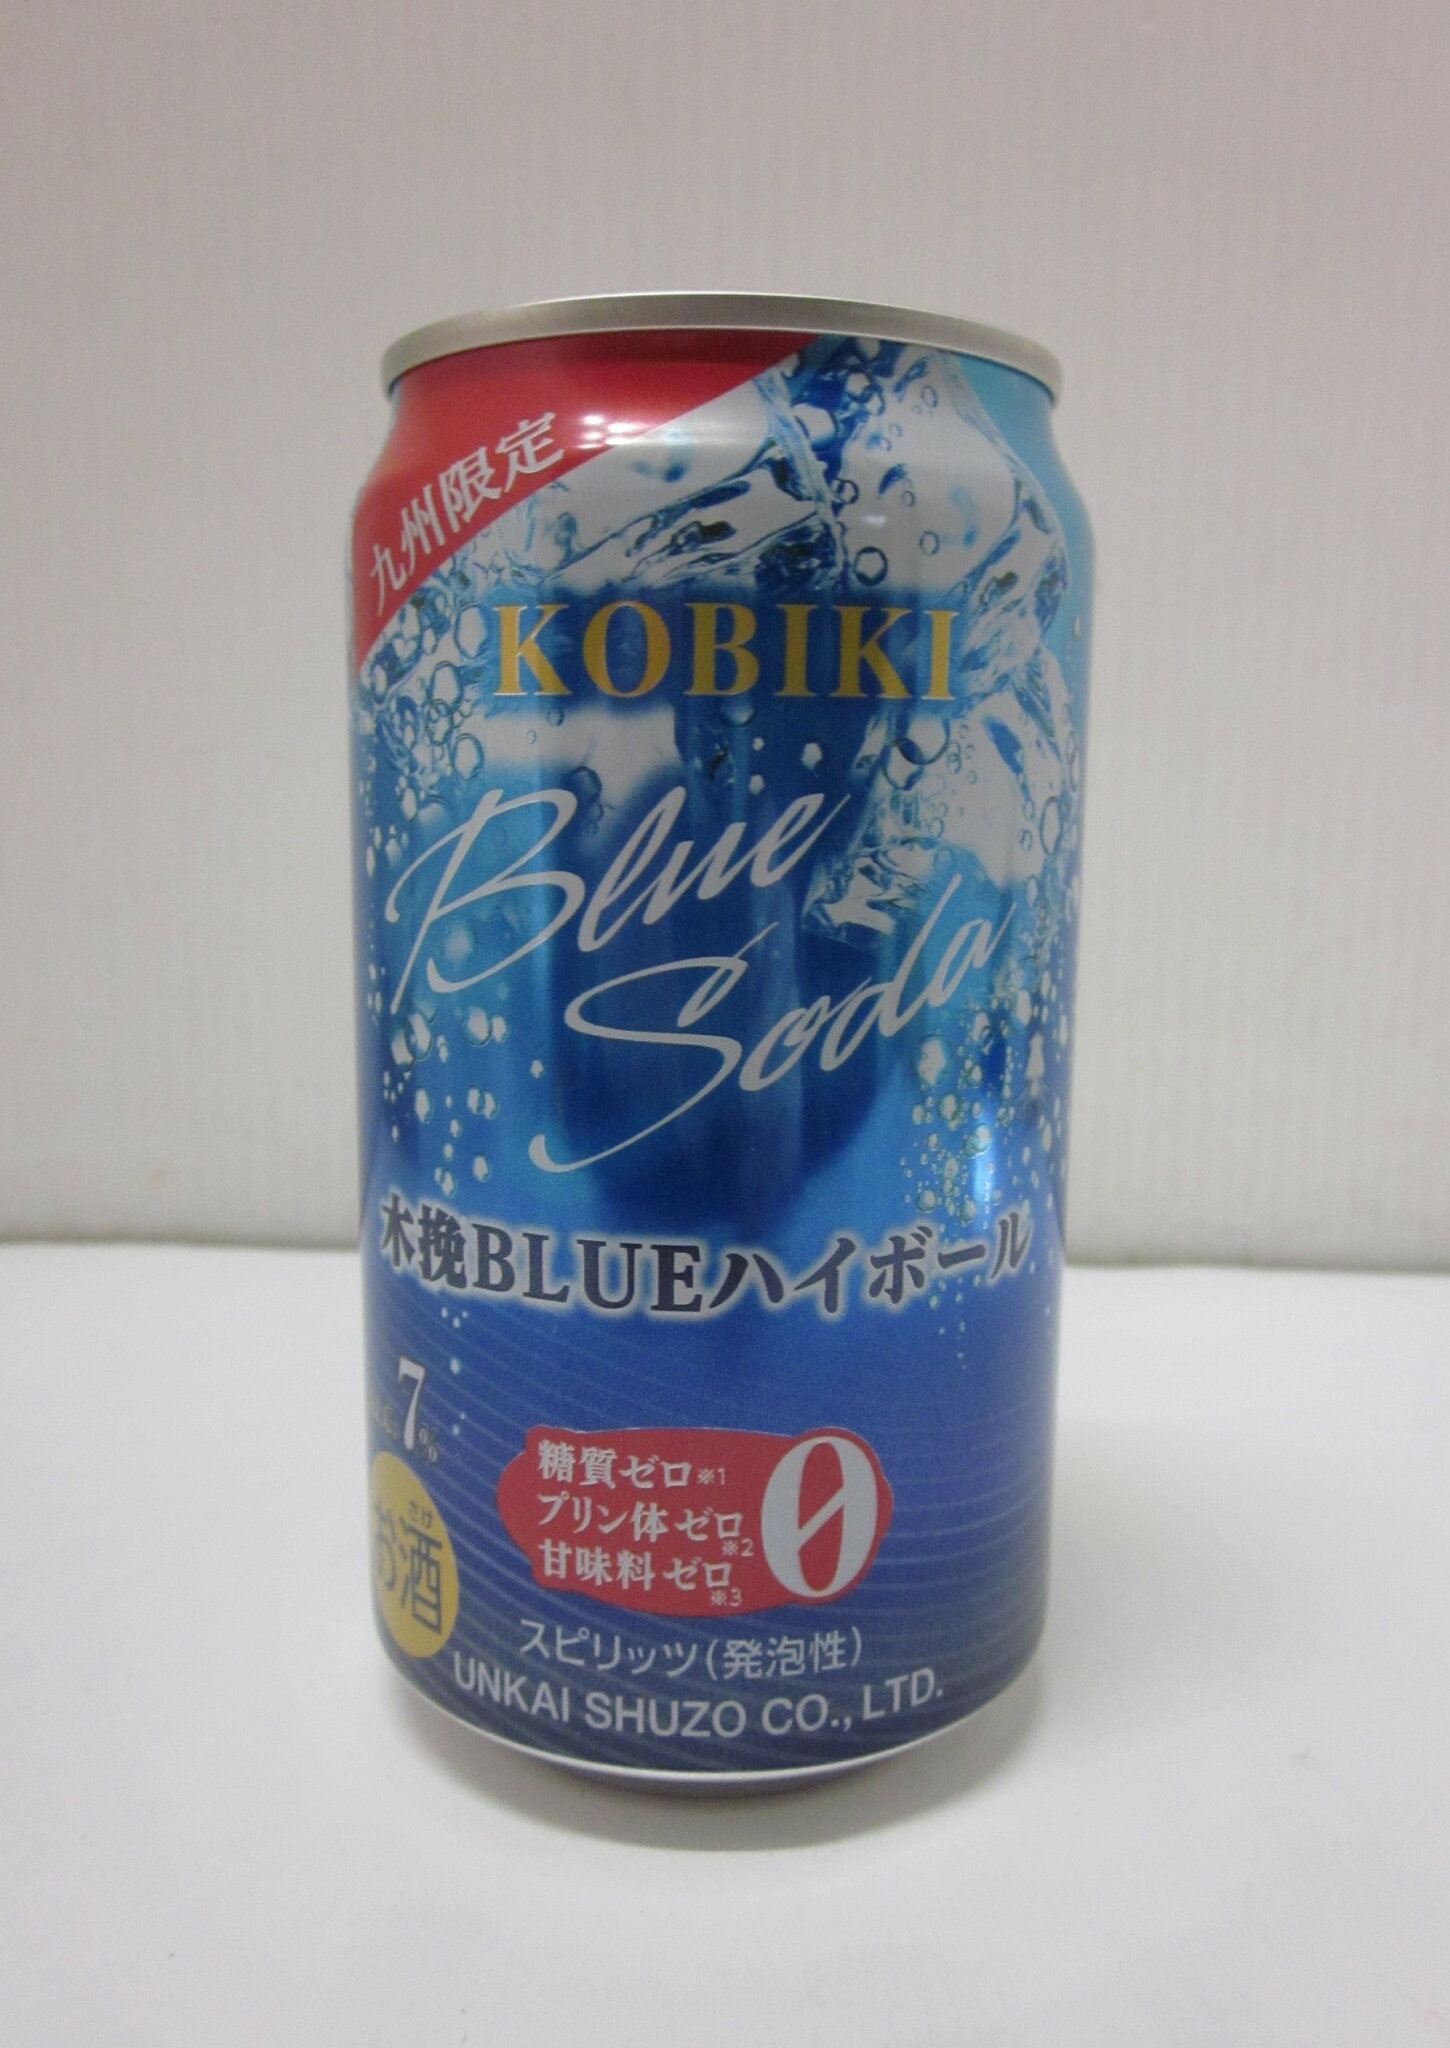 九州限定
KOBIKI
Blue
Soda
木挽BLUEハイボール
7%
糖質ゼロ※1
プリン体ゼロ※2
甘味料ゼロ※3
0
さけ
お酒
スピリッツ(発泡性)
UNKAI SHUZO CO., LTD.